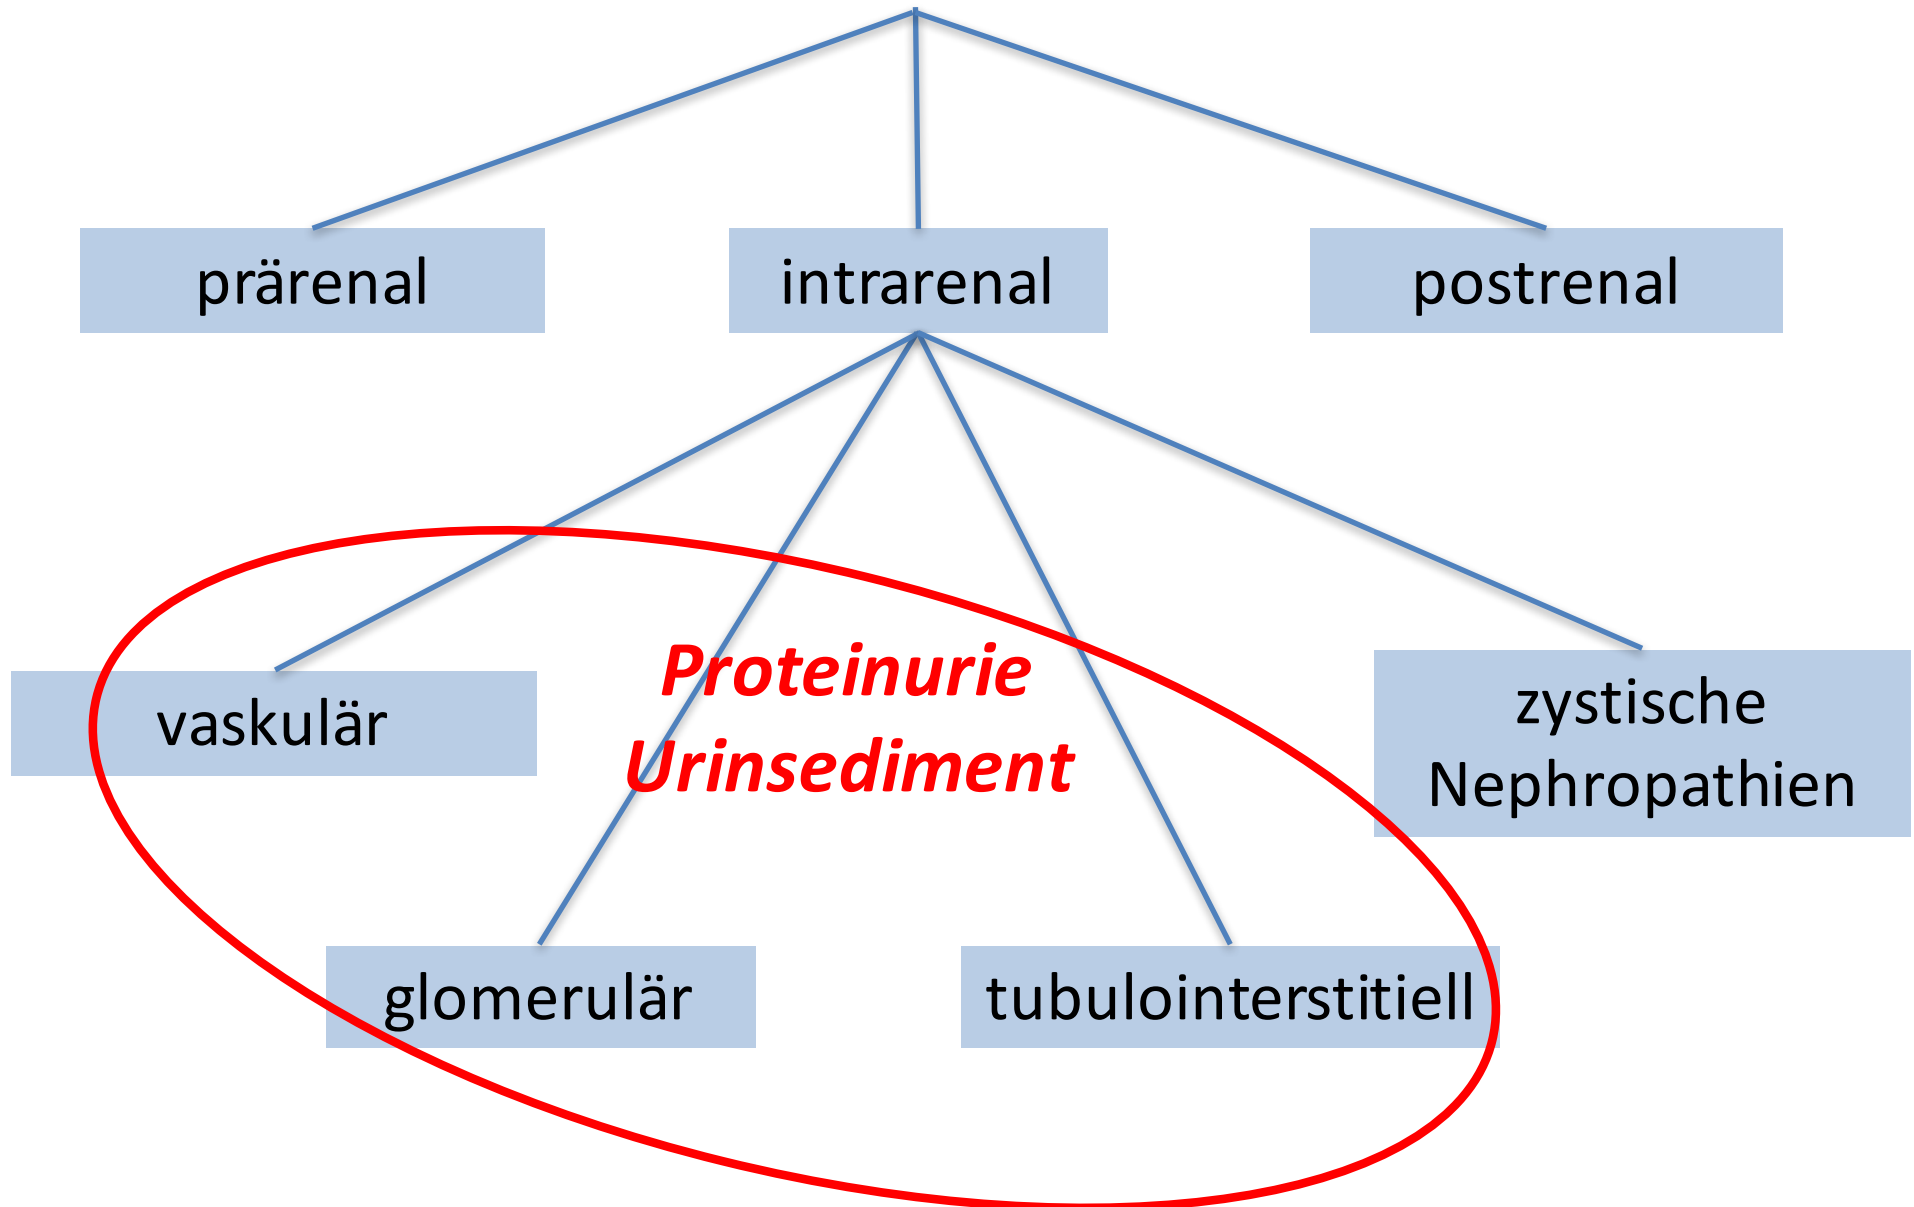 prärenal
intrarenal
postrenal
Proteinurie
Urinsediment
vaskulär
zystische
Nephropathien
glomerulär
tubulointerstitiell